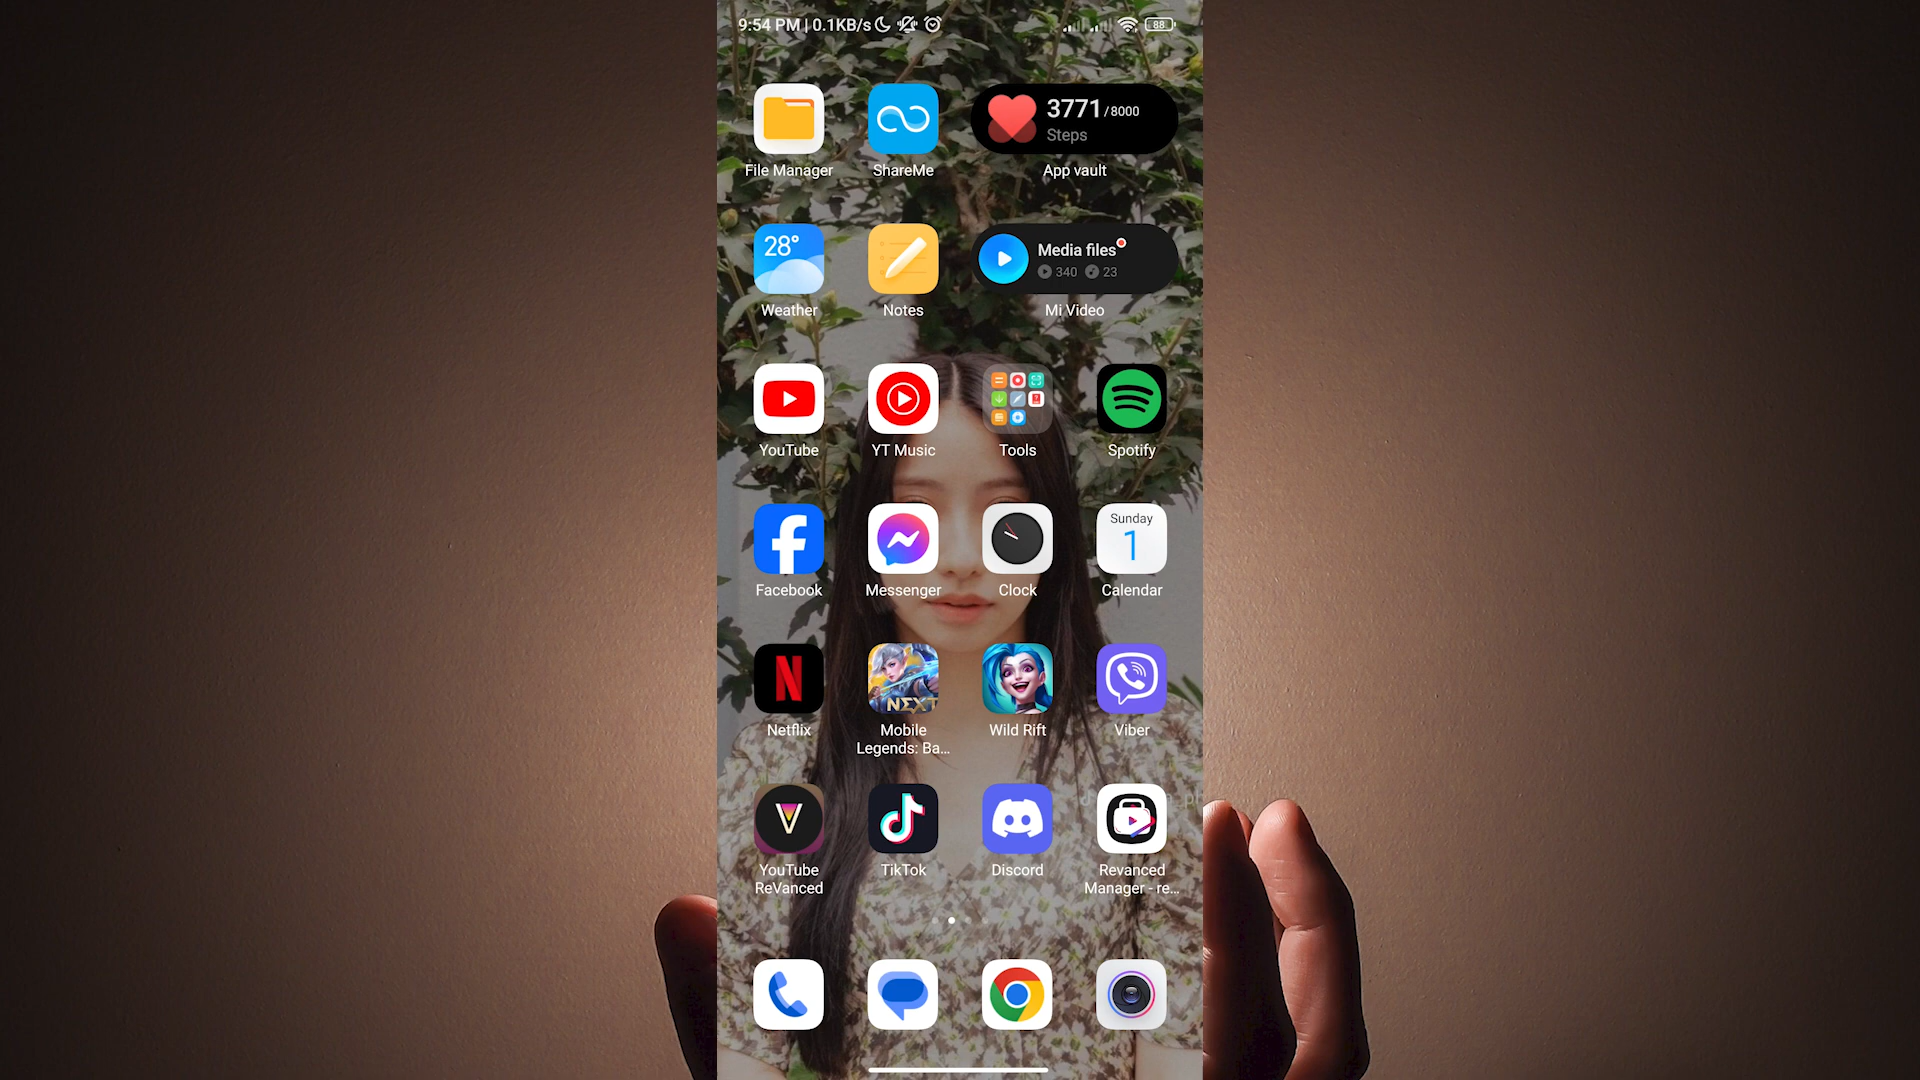 9:54 PM | 0.1KB/s
88
3771/8000
Steps
File Manager
ShareMe
App vault
28°
Media files
340 23
Weather
Notes
Mi Video
YouTube
YT Music
Tools
Spotify
Sunday
1
Facebook
Messenger
Clock
Calendar
N
NEXT
Netflix
Mobile
Legends: Ba...
Wild Rift
Viber
YouTube
ReVanced
TikTok
Discord
Revanced
Manager - re...